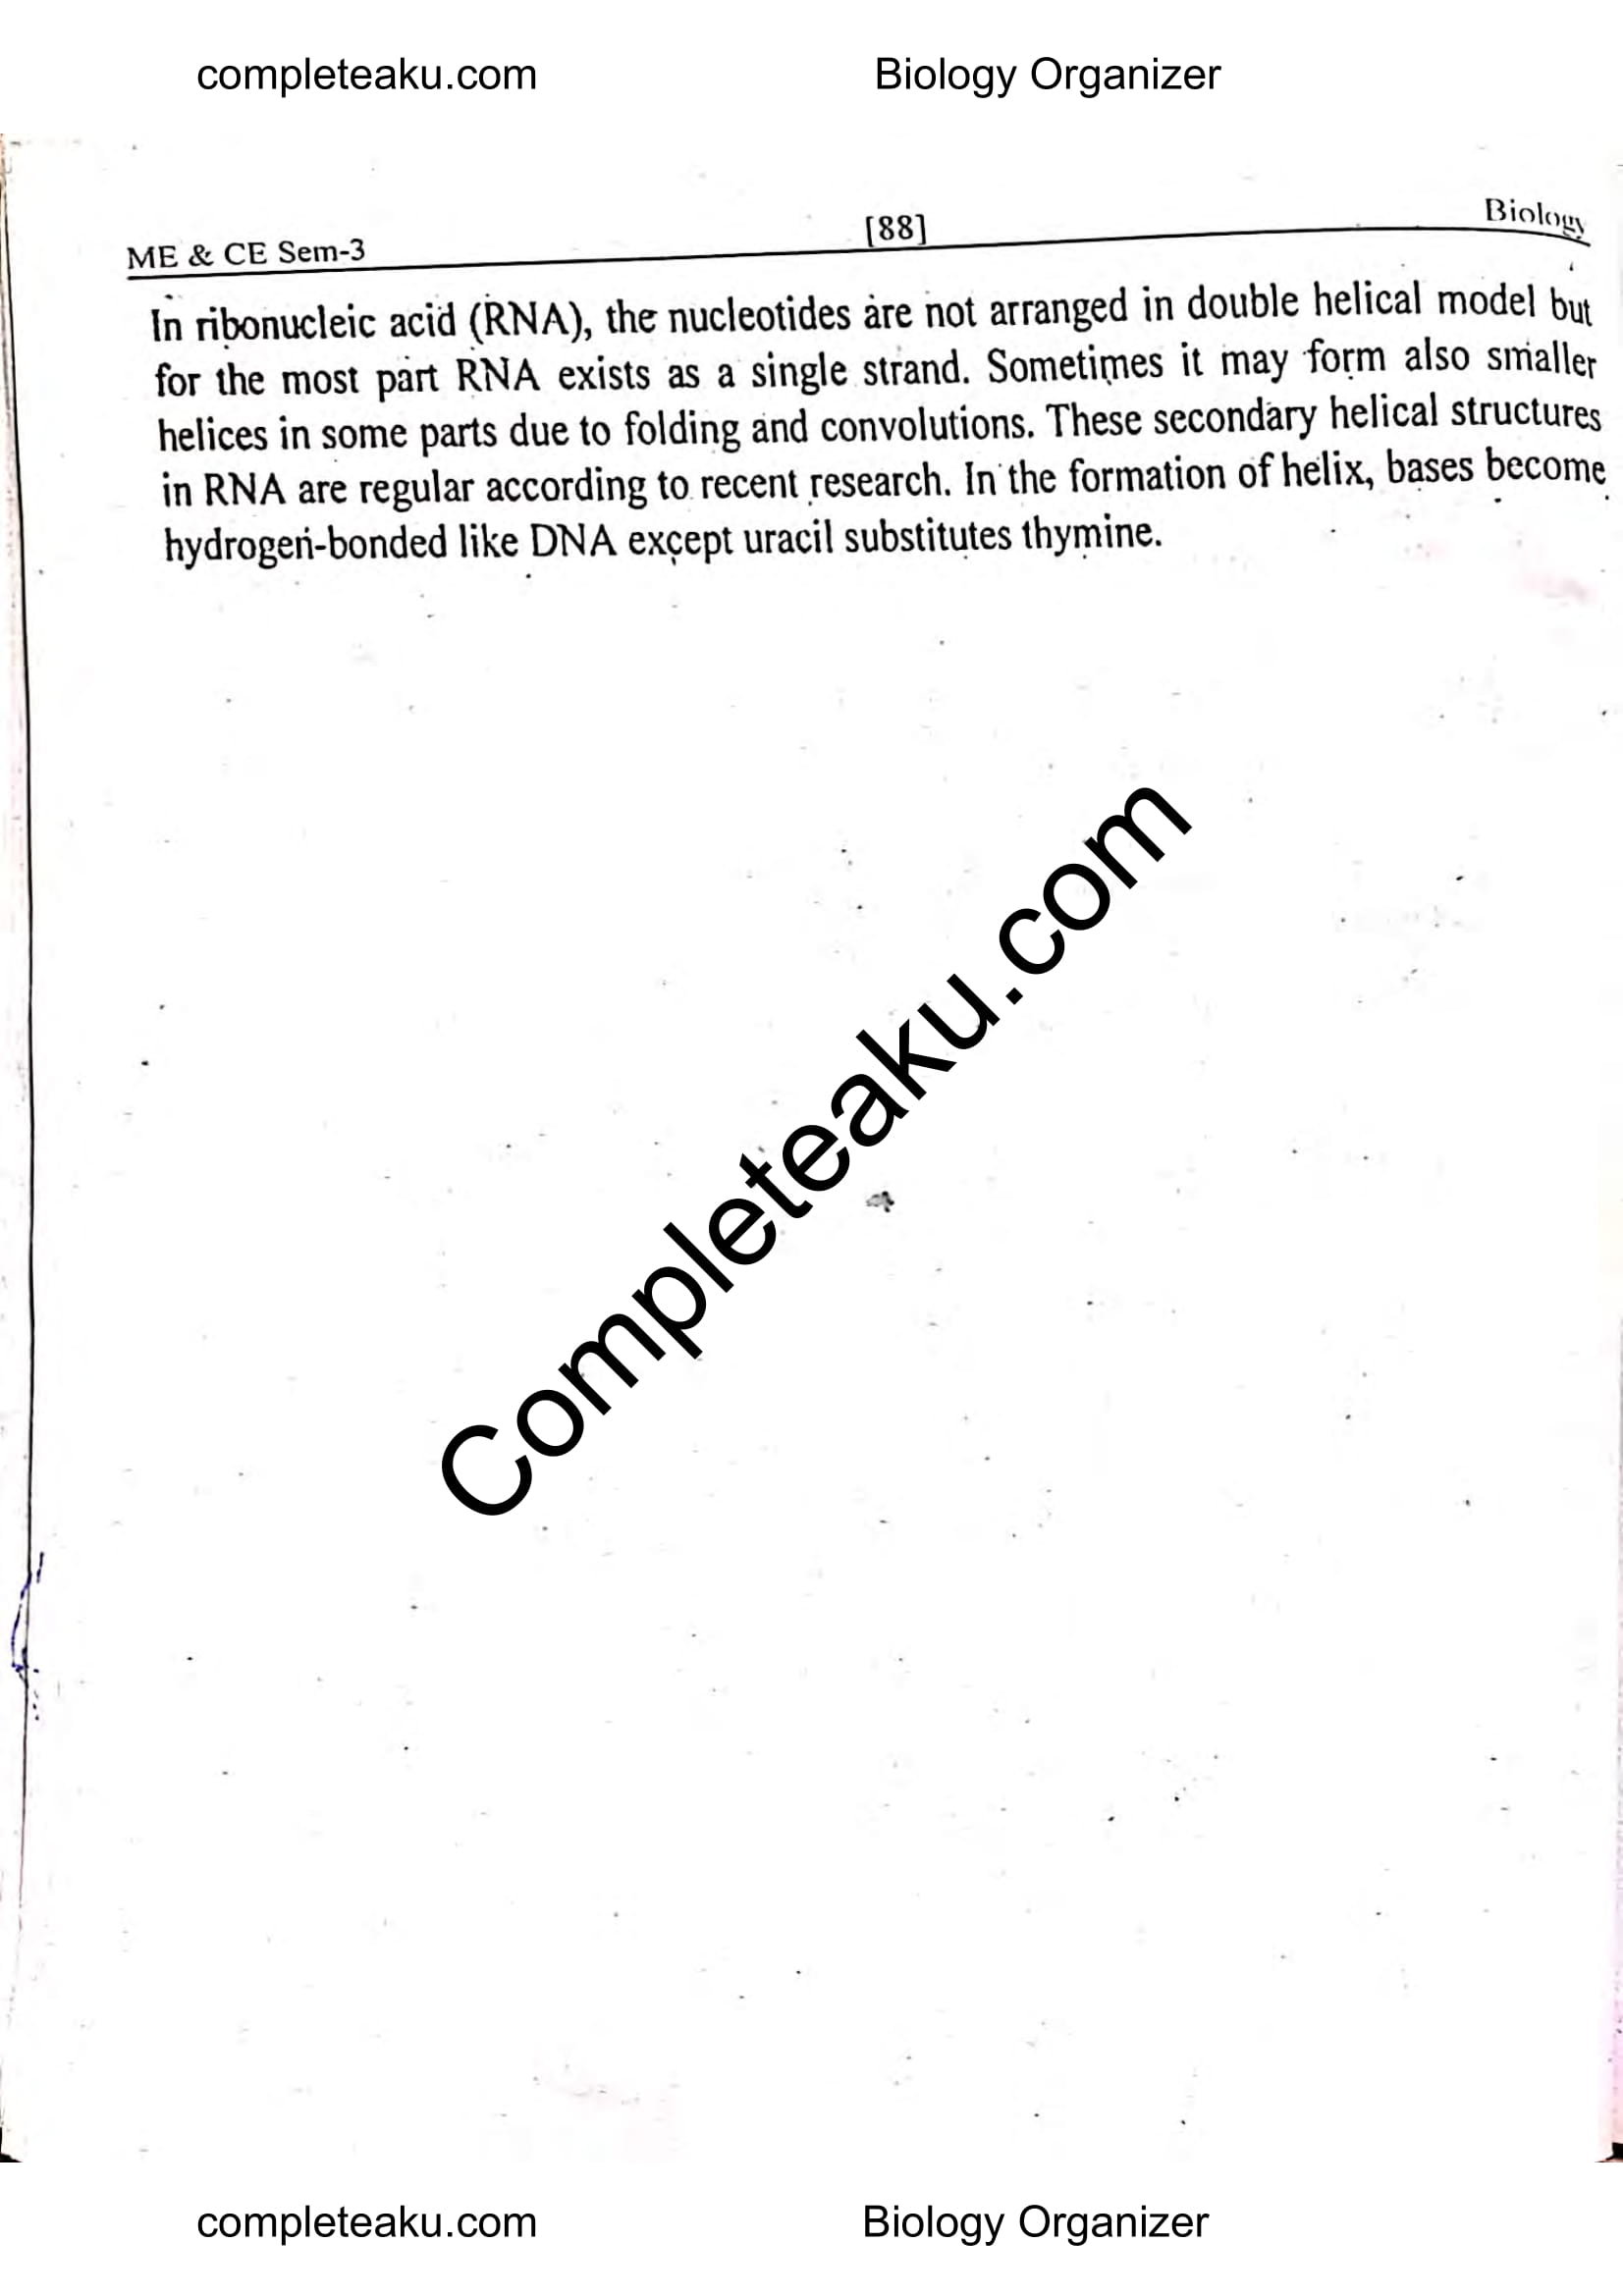 completeaku.com Biology Organizer
ME & CE Sem-3 [88] Biology
In ribonucleic acid (RNA), the nucleotides are not arranged in double helical model but
for the most part RNA exists as a single strand. Sometimes it may form also smaller
helices in some parts due to folding and convolutions. These secondary helical structures
in RNA are regular according to recent research. In the formation of helix, bases become
hydrogen-bonded like DNA except uracil substitutes thymine.
Completeaku.com
completeaku.com Biology Organizer